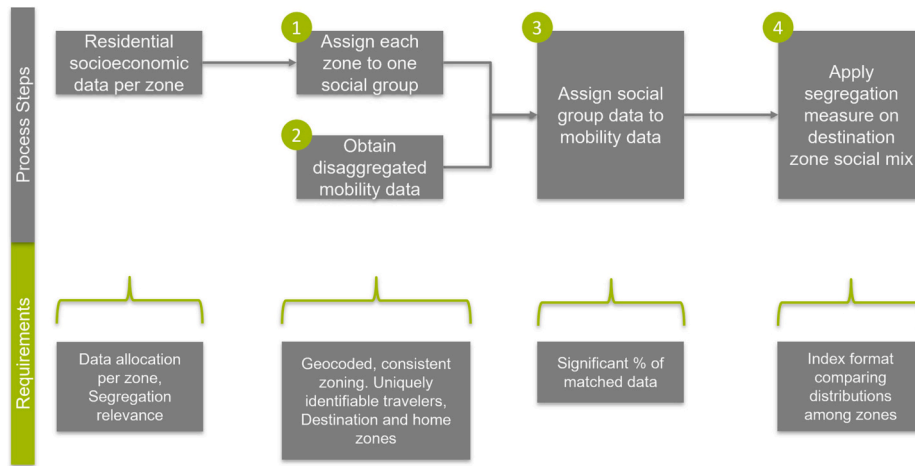 Process Steps
Residential
socioeconomic
data per zone
1
Assign each
zone to one
social group
2
Obtain
disaggregated
mobility data
3
Assign social
group data to
mobility data
4
Apply
segregation
measure on
destination
zone social mix
Requirements
Data allocation
per zone,
Segregation
relevance
Geocoded, consistent
zoning. Uniquely
identifiable travelers,
Destination and home
zones
Significant % of
matched data
Index format
comparing
distributions
among zones